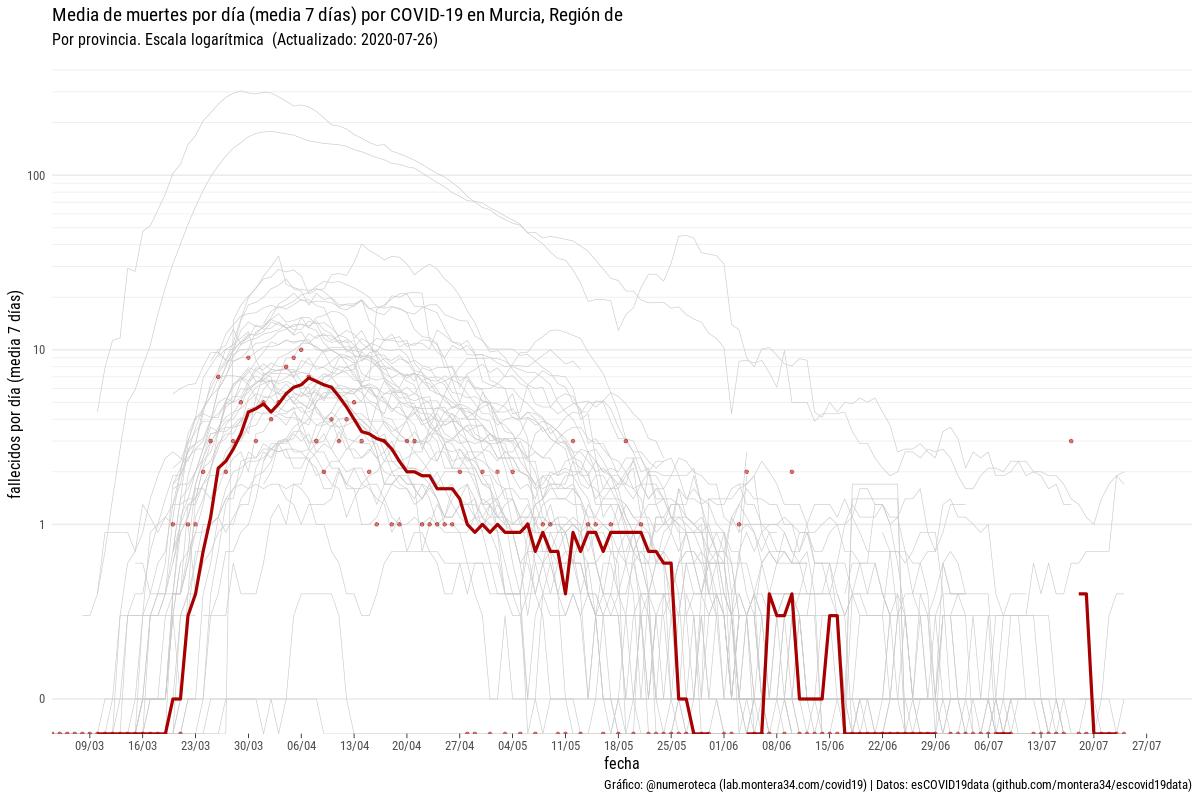 Media de muertes por día (media 7 días) por COVID-19 en Murcia, Región de
Por provincia. Escala logarítmica (Actualizado: 2020-07-26)
fallecidos por día (media 7 días)
100
10
1
0
09/03 16/03 23/03 30/03 06/04 13/04 20/04 27/04 04/05 11/05 18/05 25/05 01/06 08/06 15/06 22/06 29/06 06/07 13/07 20/07 27/07
fecha
Gráfico: @numeroteca (lab.montera34.com/covid19) | Datos: esCOVID19data (github.com/montera34/escovid19data)